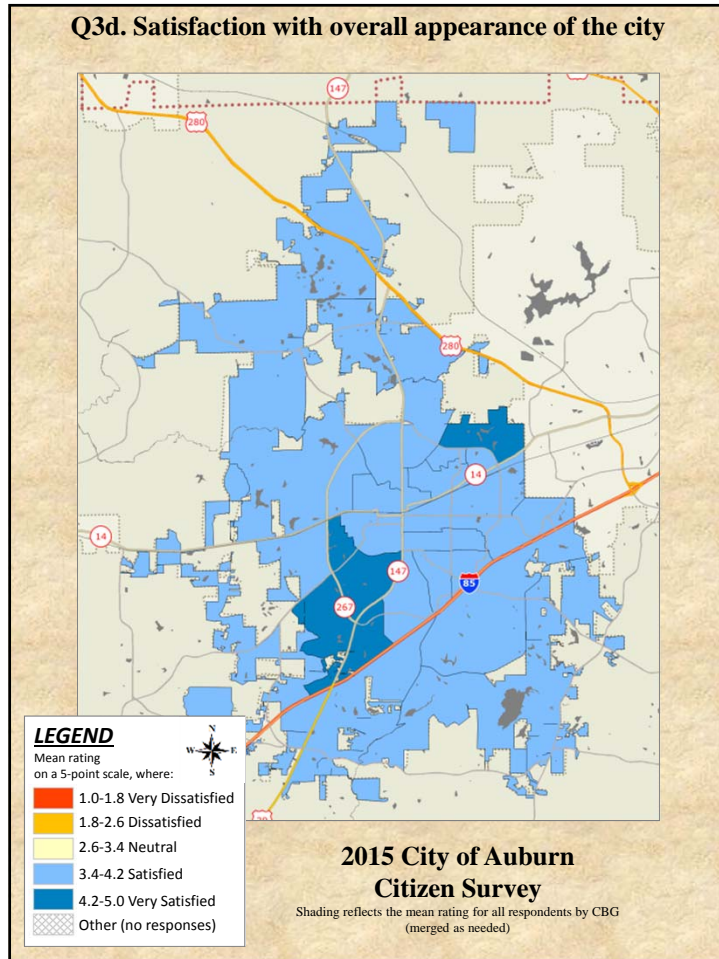 Q3d. Satisfaction with overall appearance of the city
147
280
280
14
14
147
85
267
LEGEND
N
W E
S
Mean rating
on a 5-point scale, where:
1.0-1.8 Very Dissatisfied
1.8-2.6 Dissatisfied
2.6-3.4 Neutral
3.4-4.2 Satisfied
4.2-5.0 Very Satisfied
Other (no responses)
2015 City of Auburn
Citizen Survey
Shading reflects the mean rating for all respondents by CBG
(merged as needed)